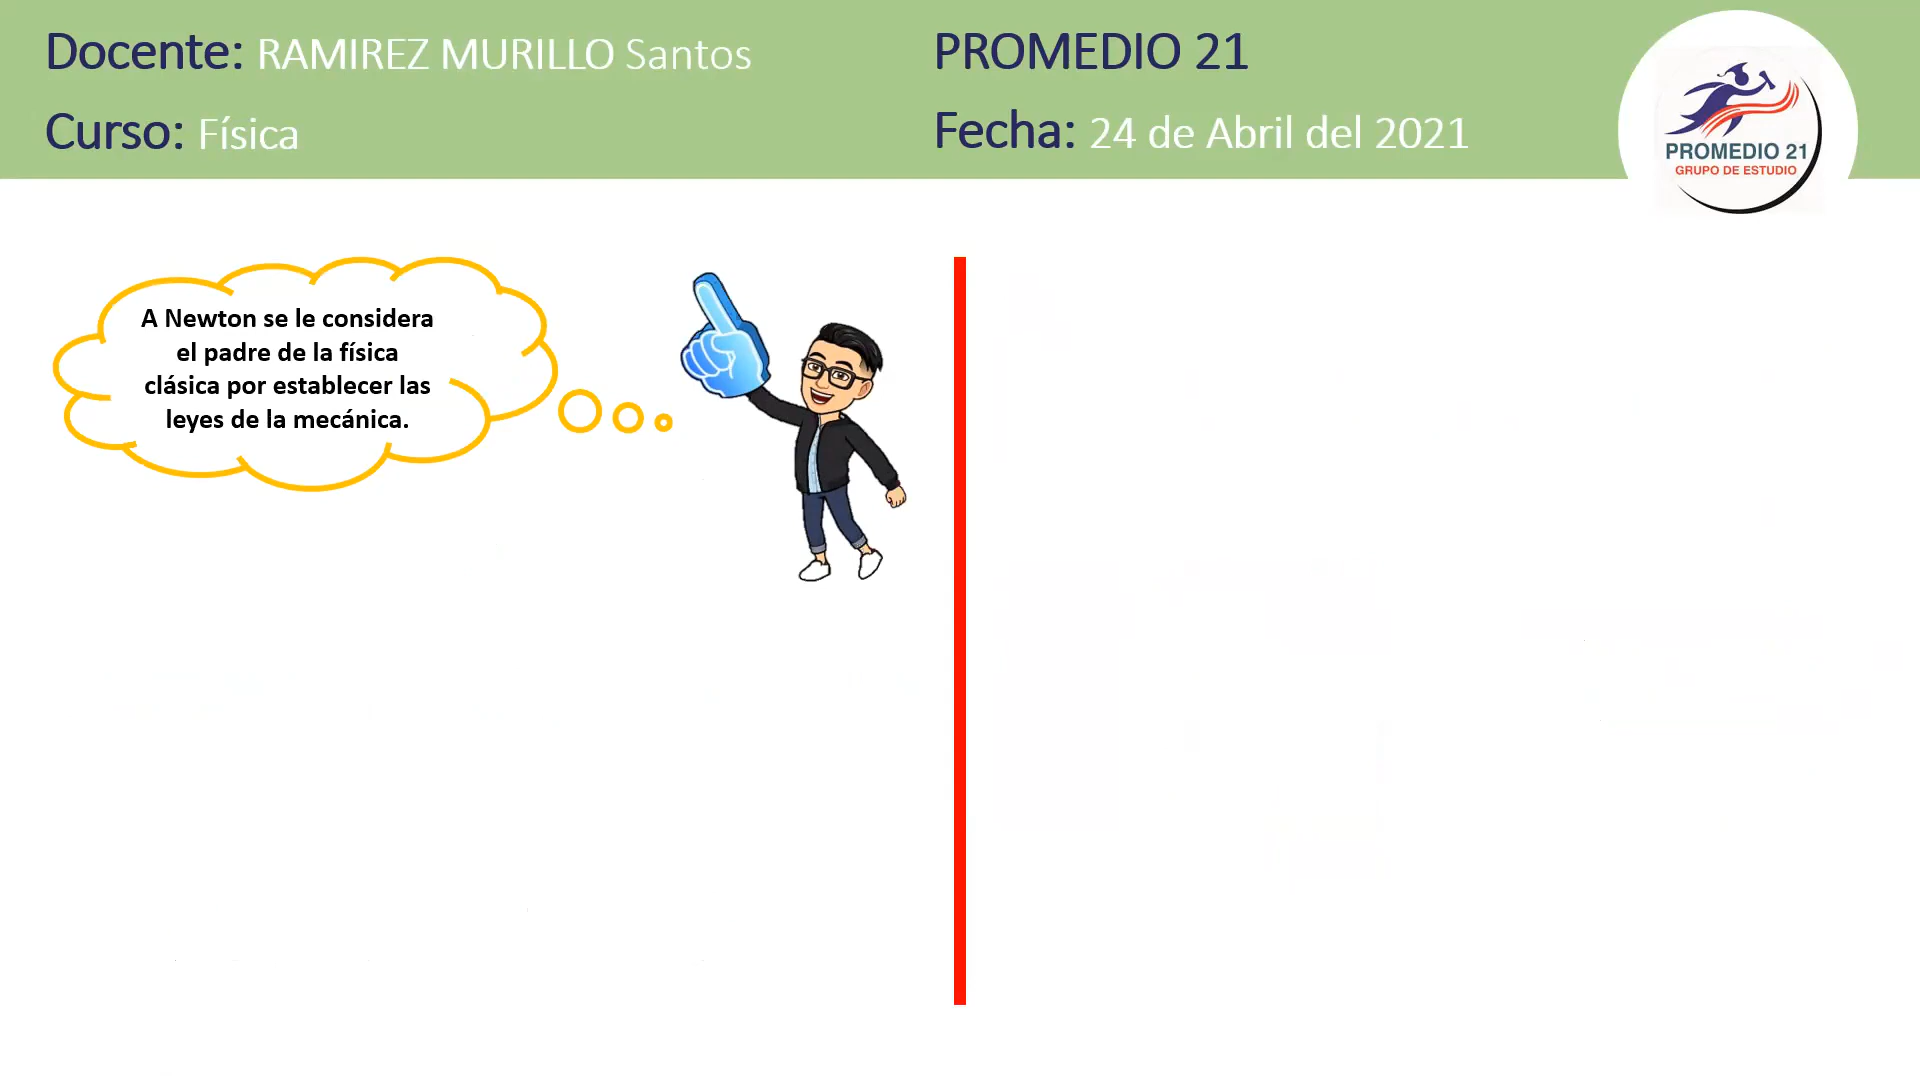 Docente: RAMIREZ MURILLO Santos
Curso: Física
PROMEDIO 21
Fecha: 24 de Abril del 2021
PROMEDIO 21
GRUPO DE ESTUDIO
A Newton se le considera
el padre de la física
clásica por establecer las
leyes de la mecánica.